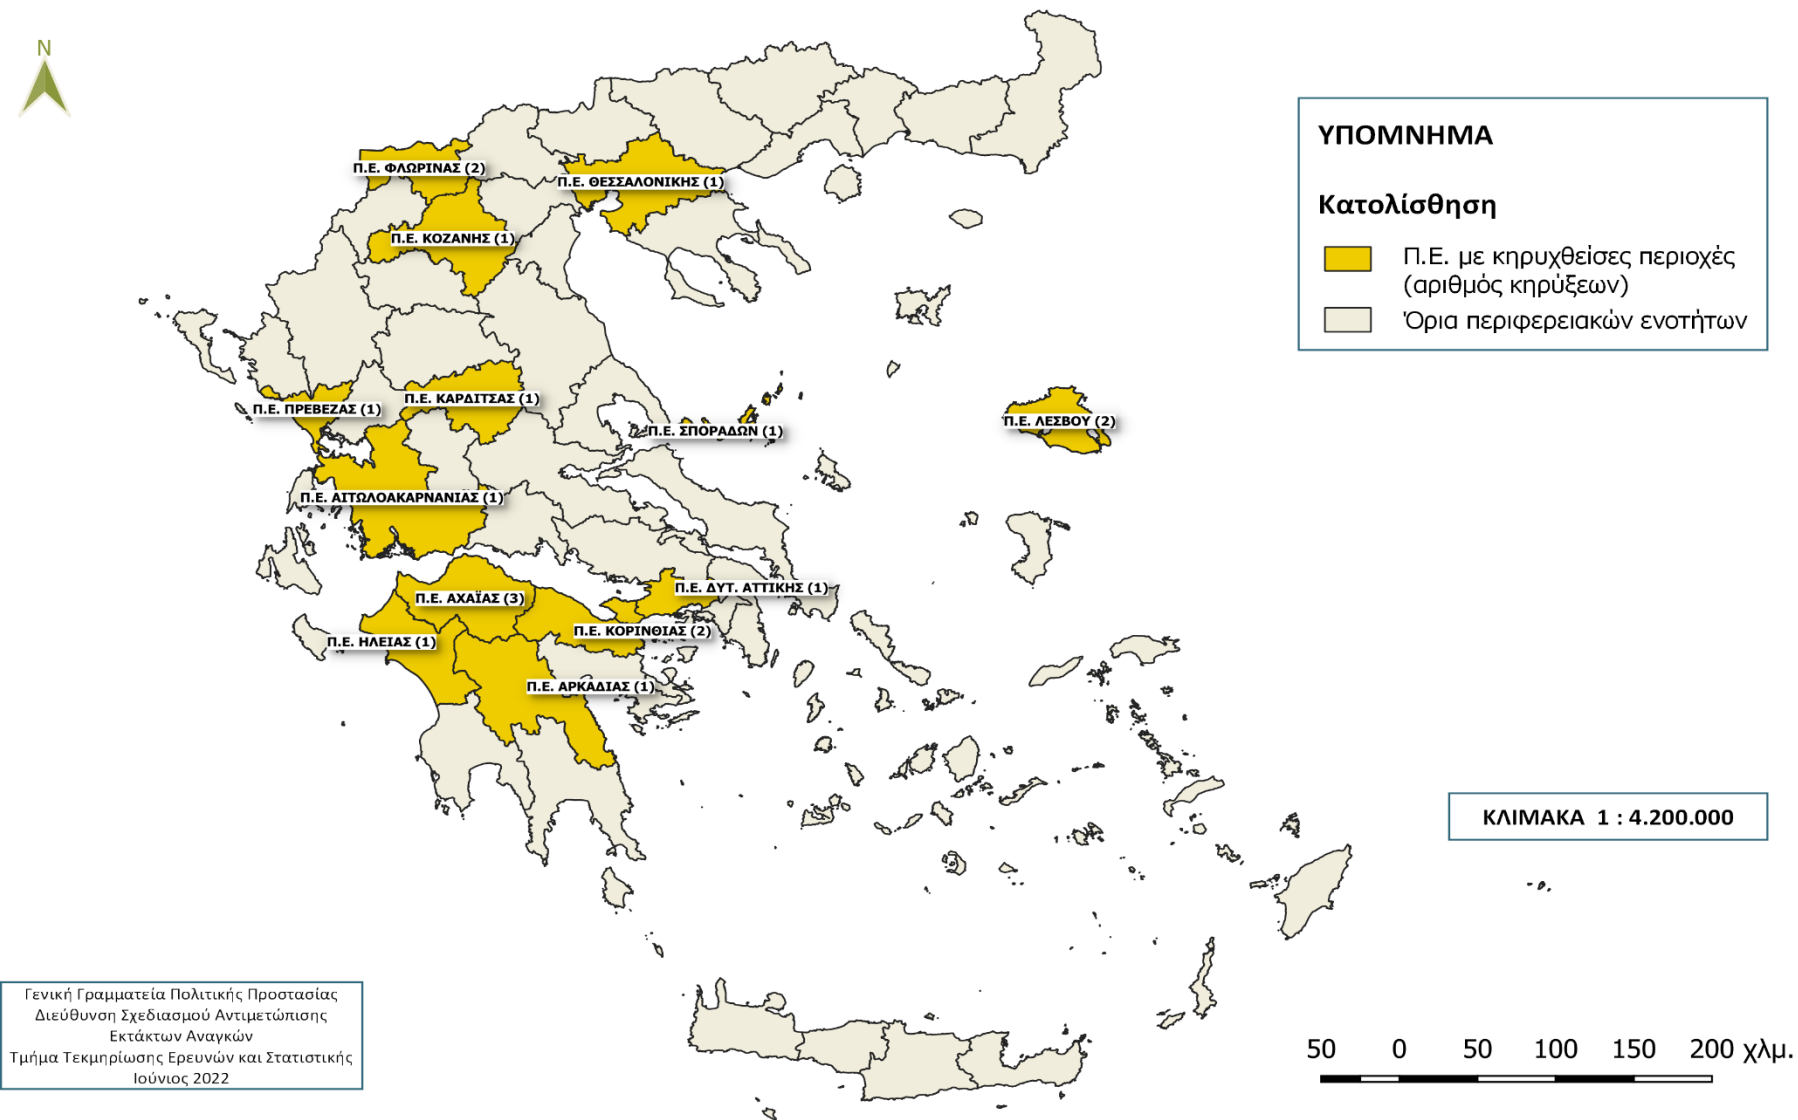 N
Π.Ε. ΦΛΩΡΙΝΑΣ (2)
Π.Ε. ΘΕΣΣΑΛΟΝΙΚΗΣ (1)
Π.Ε. ΚΟΖΑΝΗΣ (1)
Π.Ε. ΠΡΕΒΕΖΑΣ (1)
Π.Ε. ΚΑΡΔΙΤΣΑΣ (1)
Π.Ε. ΣΠΟΡΑΔΩΝ (1)
Π.Ε. ΛΕΣΒΟΥ (2)
Π.Ε. ΑΙΤΩΛΟΑΚΑΡΝΑΝΙΑΣ (1)
Π.Ε. ΔΥΤ. ΑΤΤΙΚΗΣ (1)
Π.Ε. ΑΧΑΪΑΣ (3)
Π.Ε. ΚΟΡΙΝΘΙΑΣ (2)
Π.Ε. ΗΛΕΙΑΣ (1)
Π.Ε. ΑΡΚΑΔΙΑΣ (1)
ΥΠΟΜΝΗΜΑ
Κατολίσθηση
Π.Ε. με κηρυχθείσες περιοχές
(αριθμός κηρύξεων)
Όρια περιφερειακών ενοτήτων
ΚΛΙΜΑΚΑ 1 : 4.200.000
Γενική Γραμματεία Πολιτικής Προστασίας
Διεύθυνση Σχεδιασμού Αντιμετώπισης
Εκτάκτων Αναγκών
Τμήμα Τεκμηρίωσης Ερευνών και Στατιστικής
Ιούνιος 2022
50 0 50 100 150 200 χλμ.